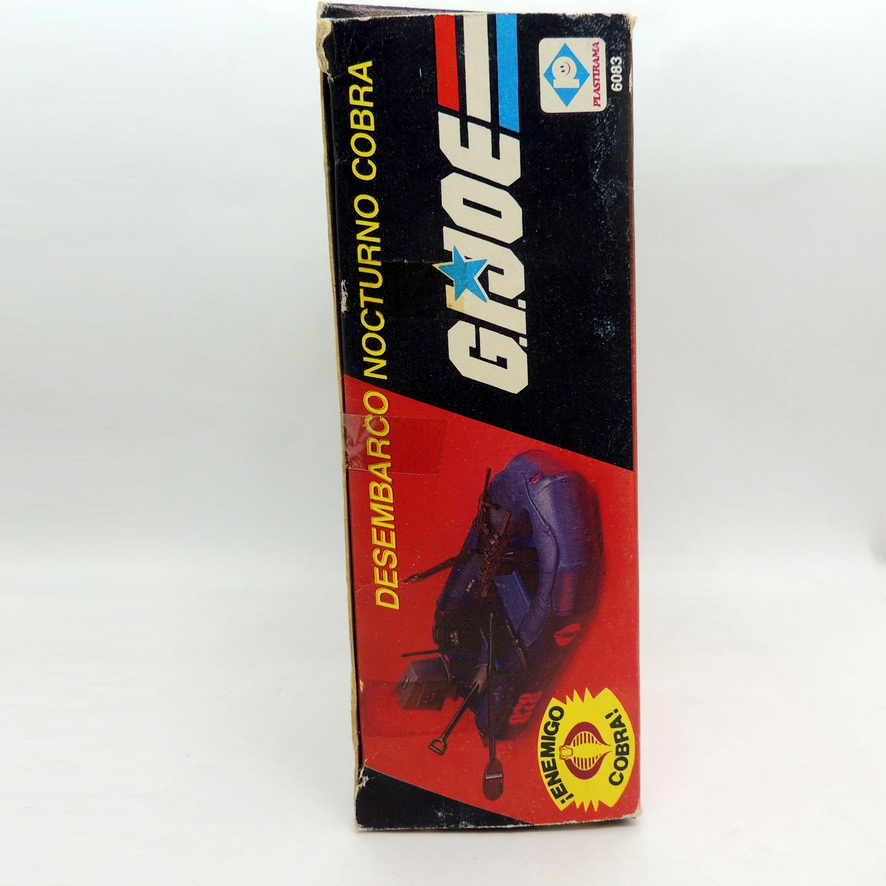 DESEMBARCO NOCTURNO COBRA
G.I.JOE
PLASTIRAMA
6083
¡ENEMIGO
COBRA!